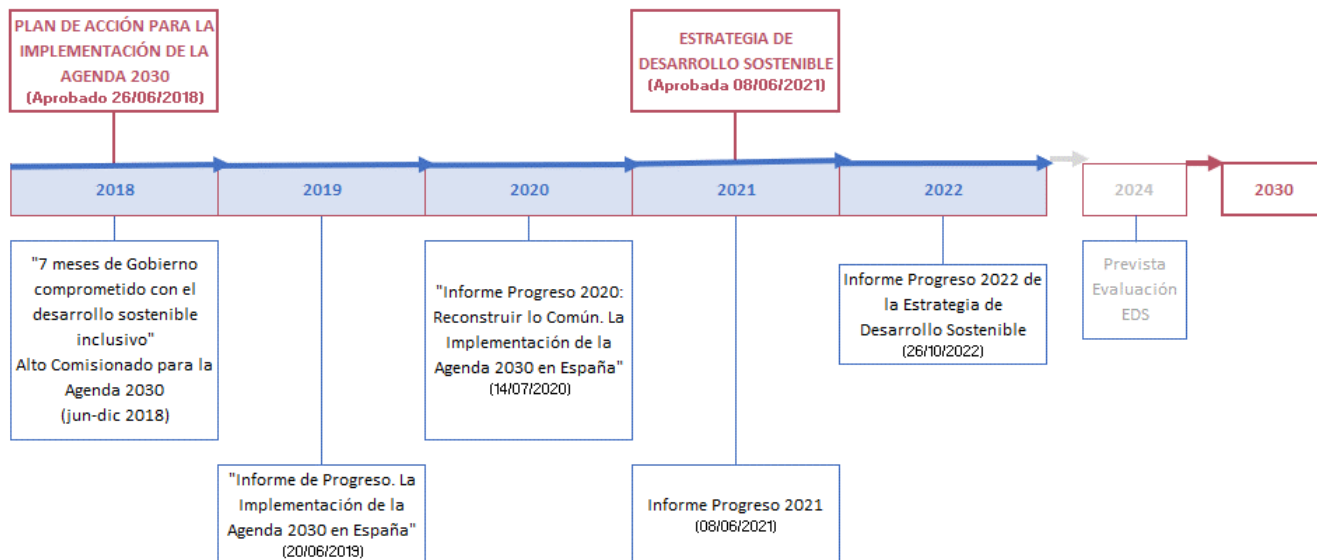 PLAN DE ACCIÓN PARA LA
IMPLEMENTACIÓN DE LA
AGENDA 2030
(Aprobado 26/06/2018)
ESTRATEGIA DE
DESARROLLO SOSTENIBLE
(Aprobada 08/06/2021)
2018
2019
2020
2021
2022
2024
2030
"7 meses de Gobierno
comprometido con el
desarrollo sostenible
inclusivo"
Alto Comisionado para la
Agenda 2030
(jun-dic 2018)
"Informe de Progreso. La
Implementación de la
Agenda 2030 en España"
(20/06/2019)
"Informe Progreso 2020:
Reconstruir lo Común. La
Implementación de la
Agenda 2030 en España"
(14/07/2020)
Informe Progreso 2021
(08/06/2021)
Informe Progreso 2022 de
la Estrategia de
Desarrollo Sostenible
(26/10/2022)
Prevista
Evaluación
EDS